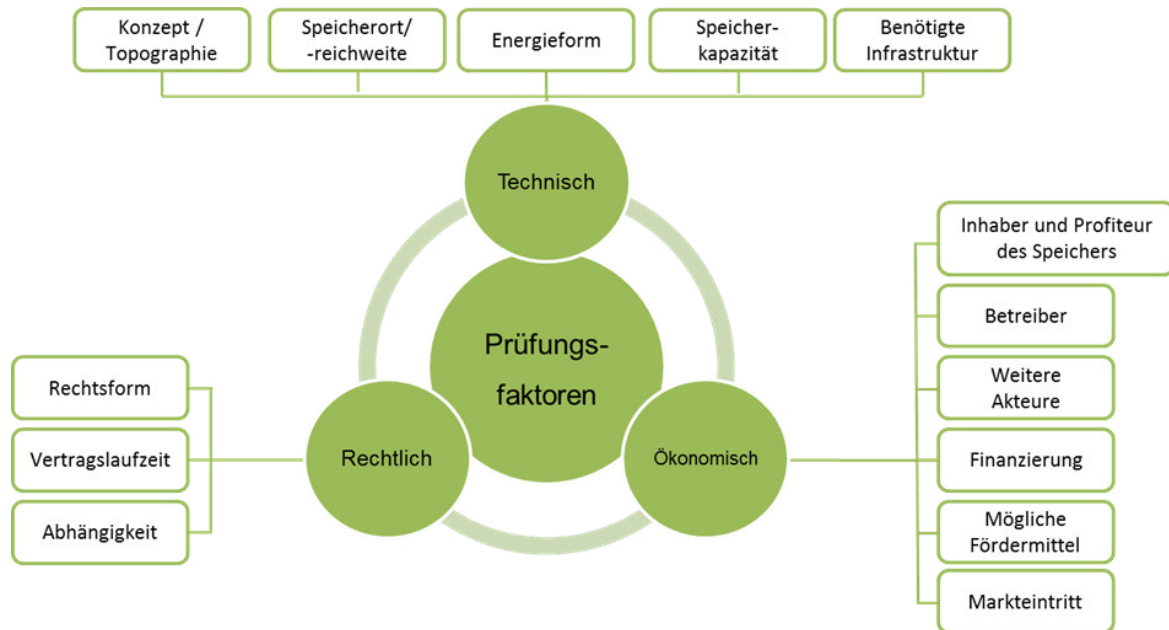 Konzept /
Topographie
Speicherort/
-reichweite
Energieform
Speicher-
kapazität
Benötigte
Infrastruktur
Technisch
Prüfungs-
faktoren
Rechtlich
Ökonomisch
Rechtsform
Vertragslaufzeit
Abhängigkeit
Inhaber und Profiteur
des Speichers
Betreiber
Weitere
Akteure
Finanzierung
Mögliche
Fördermittel
Markteintritt